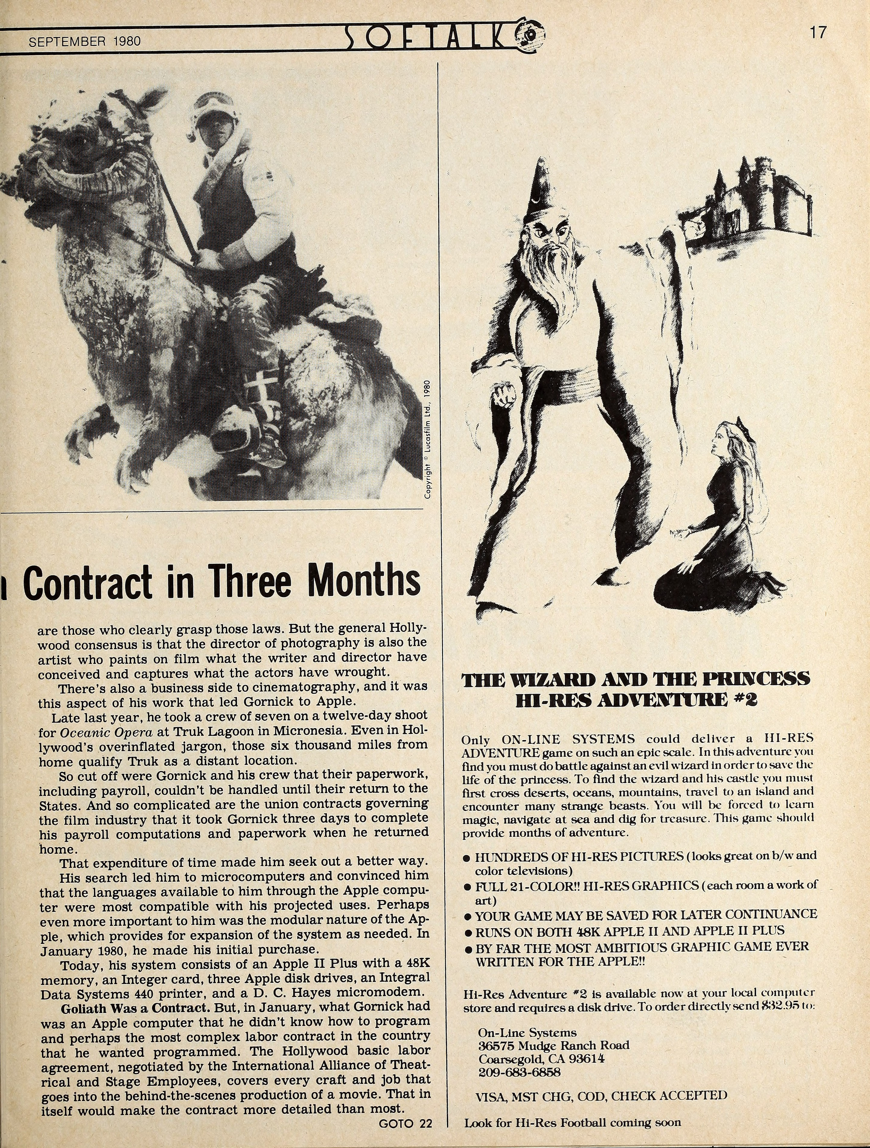 SEPTEMBER 1980
SOFTALK
17
Copyright © Lucasfilm Ltd., 1980
Contract in Three Months
are those who clearly grasp those laws. But the general Holly-
wood consensus is that the director of photography is also the
artist who paints on film what the writer and director have
conceived and captures what the actors have wrought.
There's also a business side to cinematography, and it was
this aspect of his work that led Gornick to Apple.
Late last year, he took a crew of seven on a twelve-day shoot
for Oceanic Opera at Truk Lagoon in Micronesia. Even in Hol-
lywood's overinflated jargon, those six thousand miles from
home qualify Truk as a distant location.
So cut off were Gornick and his crew that their paperwork,
including payroll, couldn't be handled until their return to the
States. And so complicated are the union contracts governing
the film industry that it took Gornick three days to complete
his payroll computations and paperwork when he returned
home.
That expenditure of time made him seek out a better way.
His search led him to microcomputers and convinced him
that the languages available to him through the Apple compu-
ter were most compatible with his projected uses. Perhaps
even more important to him was the modular nature of the Ap-
ple, which provides for expansion of the system as needed. In
January 1980, he made his initial purchase.
Today, his system consists of an Apple II Plus with a 48K
memory, an Integer card, three Apple disk drives, an Integral
Data Systems 440 printer, and a D. C. Hayes micromodem.
Goliath Was a Contract. But, in January, what Gornick had
was an Apple computer that he didn't know how to program
and perhaps the most complex labor contract in the country
that he wanted programmed. The Hollywood basic labor
agreement, negotiated by the International Alliance of Theat-
rical and Stage Employees, covers every craft and job that
goes into the behind-the-scenes production of a movie. That in
itself would make the contract more detailed than most.
GOTO 22
THE WIZARD AND THE PRINCESS
HI-RES ADVENTURE #2
Only ON-LINE SYSTEMS could deliver a HI-RES
ADVENTURE game on such an epic scale. In this adventure you
find you must do battle against an evil wizard in order to save the
life of the princess. To find the wizard and his castle you must
first cross deserts, oceans, mountains, travel to an island and
encounter many strange beasts. You will be forced to learn
magic, navigate at sea and dig for treasure. This game should
provide months of adventure.
● HUNDREDS OF HI-RES PICTURES (looks great on b/w and
color televisions)
● FULL 21-COLOR!! HI-RES GRAPHICS (each room a work of
art)
● YOUR GAME MAY BE SAVED FOR LATER CONTINUANCE
● RUNS ON BOTH 48K APPLE II AND APPLE II PLUS
● BY FAR THE MOST AMBITIOUS GRAPHIC GAME EVER
WRITTEN FOR THE APPLE!!
Hi-Res Adventure #2 is available now at your local computer
store and requires a disk drive. To order directly send $32.95 to:
On-Line Systems
36575 Mudge Ranch Road
Coarsegold, CA 93614
209-683-6858
VISA, MST CHG, COD, CHECK ACCEPTED
Look for Hi-Res Football coming soon